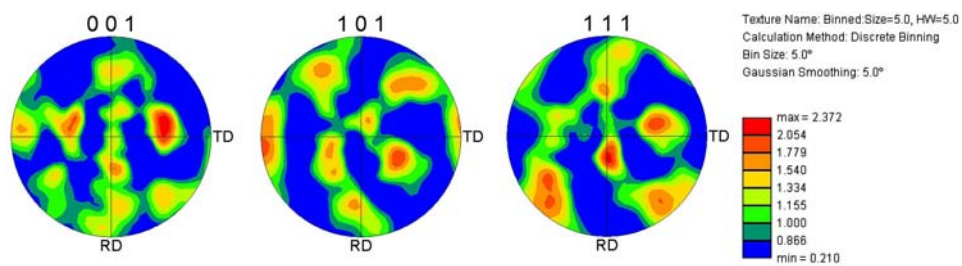 0 0 1
1 0 1
1 1 1
TD
TD
TD
RD
RD
RD
Texture Name: Binned:Size=5.0, HW=5.0
Calculation Method: Discrete Binning
Bin Size: 5.0°
Gaussian Smoothing: 5.0°
max = 2.372
2.054
1.779
1.540
1.334
1.155
1.000
0.866
min = 0.210